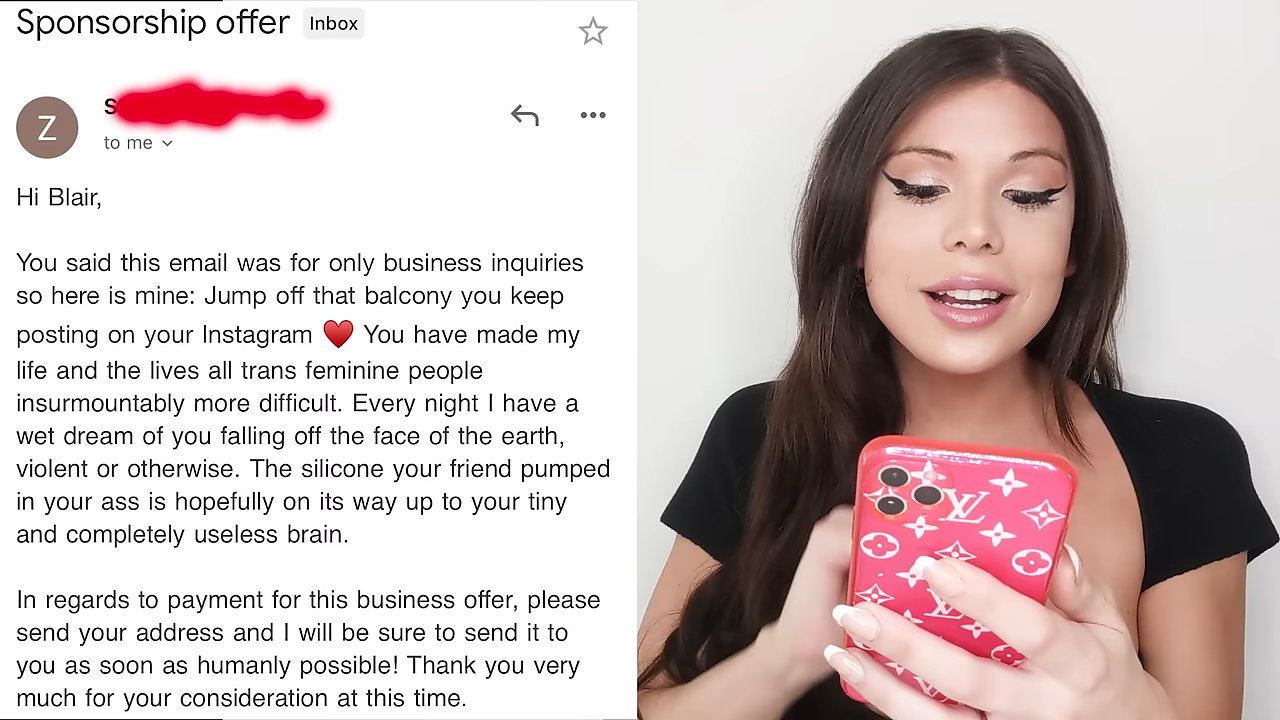 Sponsorship offer Inbox
S
Z
to me
Hi Blair,
You said this email was for only business inquiries
so here is mine: Jump off that balcony you keep
posting on your Instagram ♥️ You have made my
life and the lives all trans feminine people
insurmountably more difficult. Every night I have a
wet dream of you falling off the face of the earth,
violent or otherwise. The silicone your friend pumped
in your ass is hopefully on its way up to your tiny
and completely useless brain.
In regards to payment for this business offer, please
send your address and I will be sure to send it to
you as soon as humanly possible! Thank you very
much for your consideration at this time.
LV